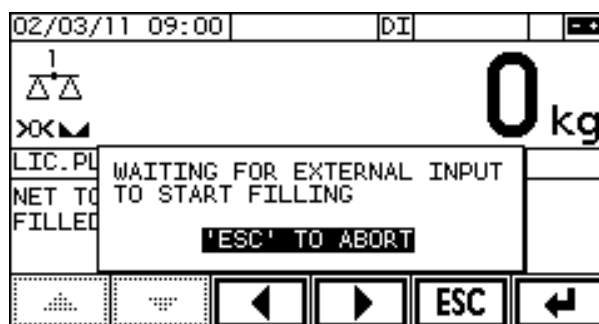 02/03/11 09:00 DI
1
0 kg
>0<
LIC.PL
WAITING FOR EXTERNAL INPUT
TO START FILLING
NET TO
FILLED
'ESC' TO ABORT
ESC